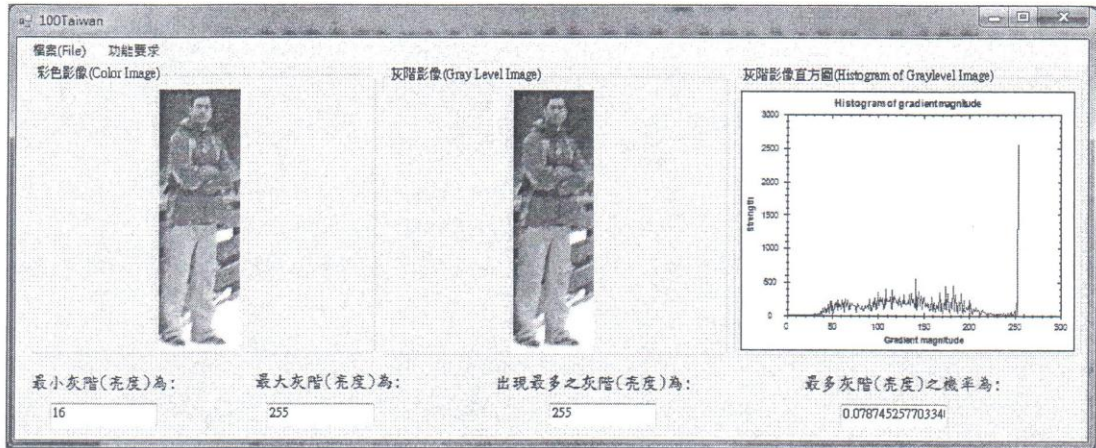 100Taiwan
檔案(File) 功能要求
彩色影像(Color Image)
灰階影像(Gray Level Image)
灰階影像直方圖(Histogram of Graylevel Image)
Histogram of gradient magnitude
3000
2500
2000
1500
1000
500
0
Strength
0 50 100 150 200 250 300
Gradient magnitude
最小灰階(亮度)為:
16
最大灰階(亮度)為:
255
出現最多之灰階(亮度)為:
255
最多灰階(亮度)之機率為:
0.07874525770334